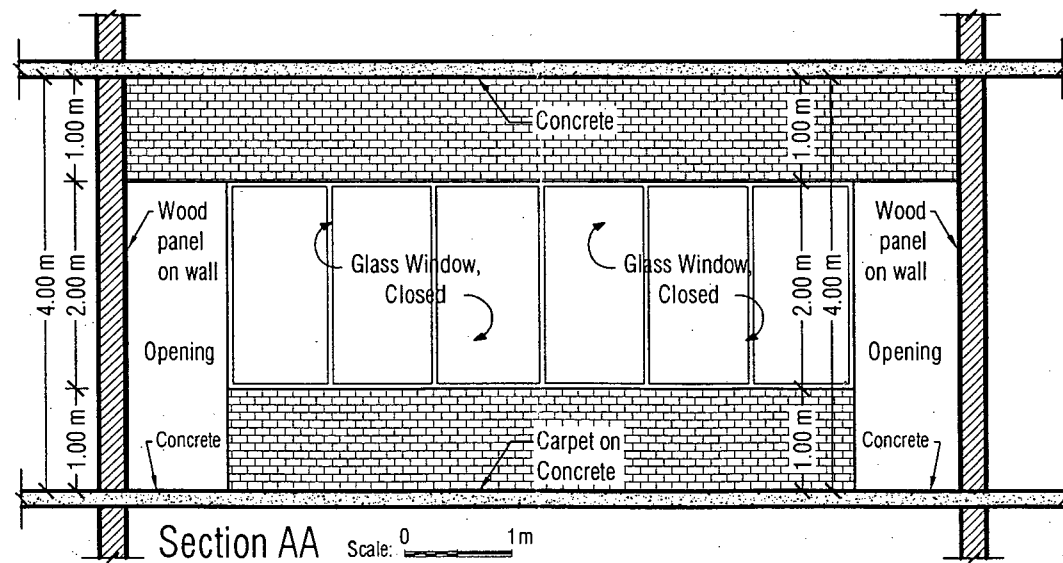 Concrete
1.00 m
1.00 m
4.00 m
2.00 m
1.00 m
Wood
panel
on wall
Glass Window,
Closed
Glass Window,
Closed
2.00 m
4.00 m
Wood
panel
on wall
Opening
Opening
Concrete
Carpet on
Concrete
1.00 m
Concrete
Section AA
Scale: 0 1m